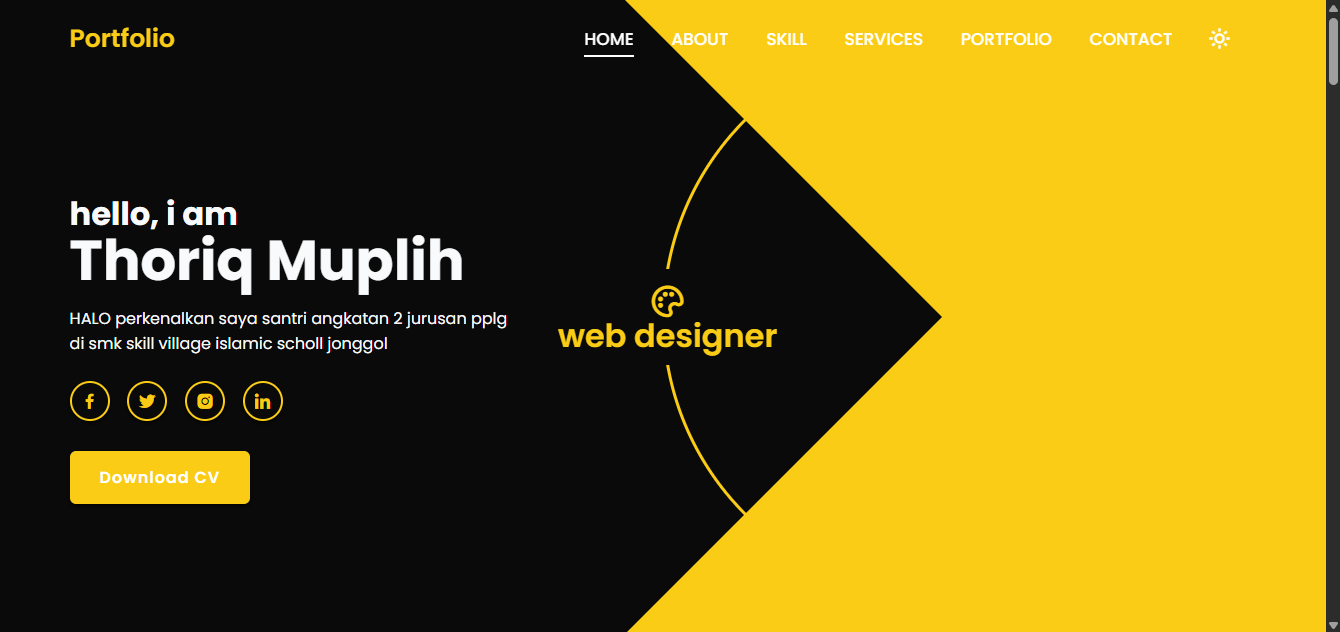 Portfolio
HOME ABOUT SKILL SERVICES PORTFOLIO CONTACT
hello, i am
Thoriq Muplih
HALO perkenalkan saya santri angkatan 2 jurusan pplg
di smk skill village islamic scholl jonggol
web designer
Download CV